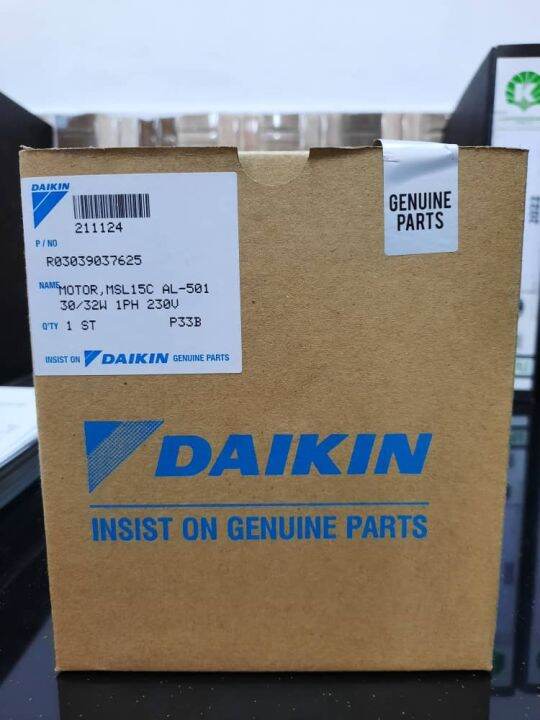 DAIKIN
211124
P / NO
R03039037625
NAME MOTOR,MSL15C AL-501
30/32W 1PH 230V
Q'TY 1 ST P33B
INSIST ON DAIKIN GENUINE PARTS
GENUINE
PARTS
DAIKIN
INSIST ON GENUINE PARTS
K